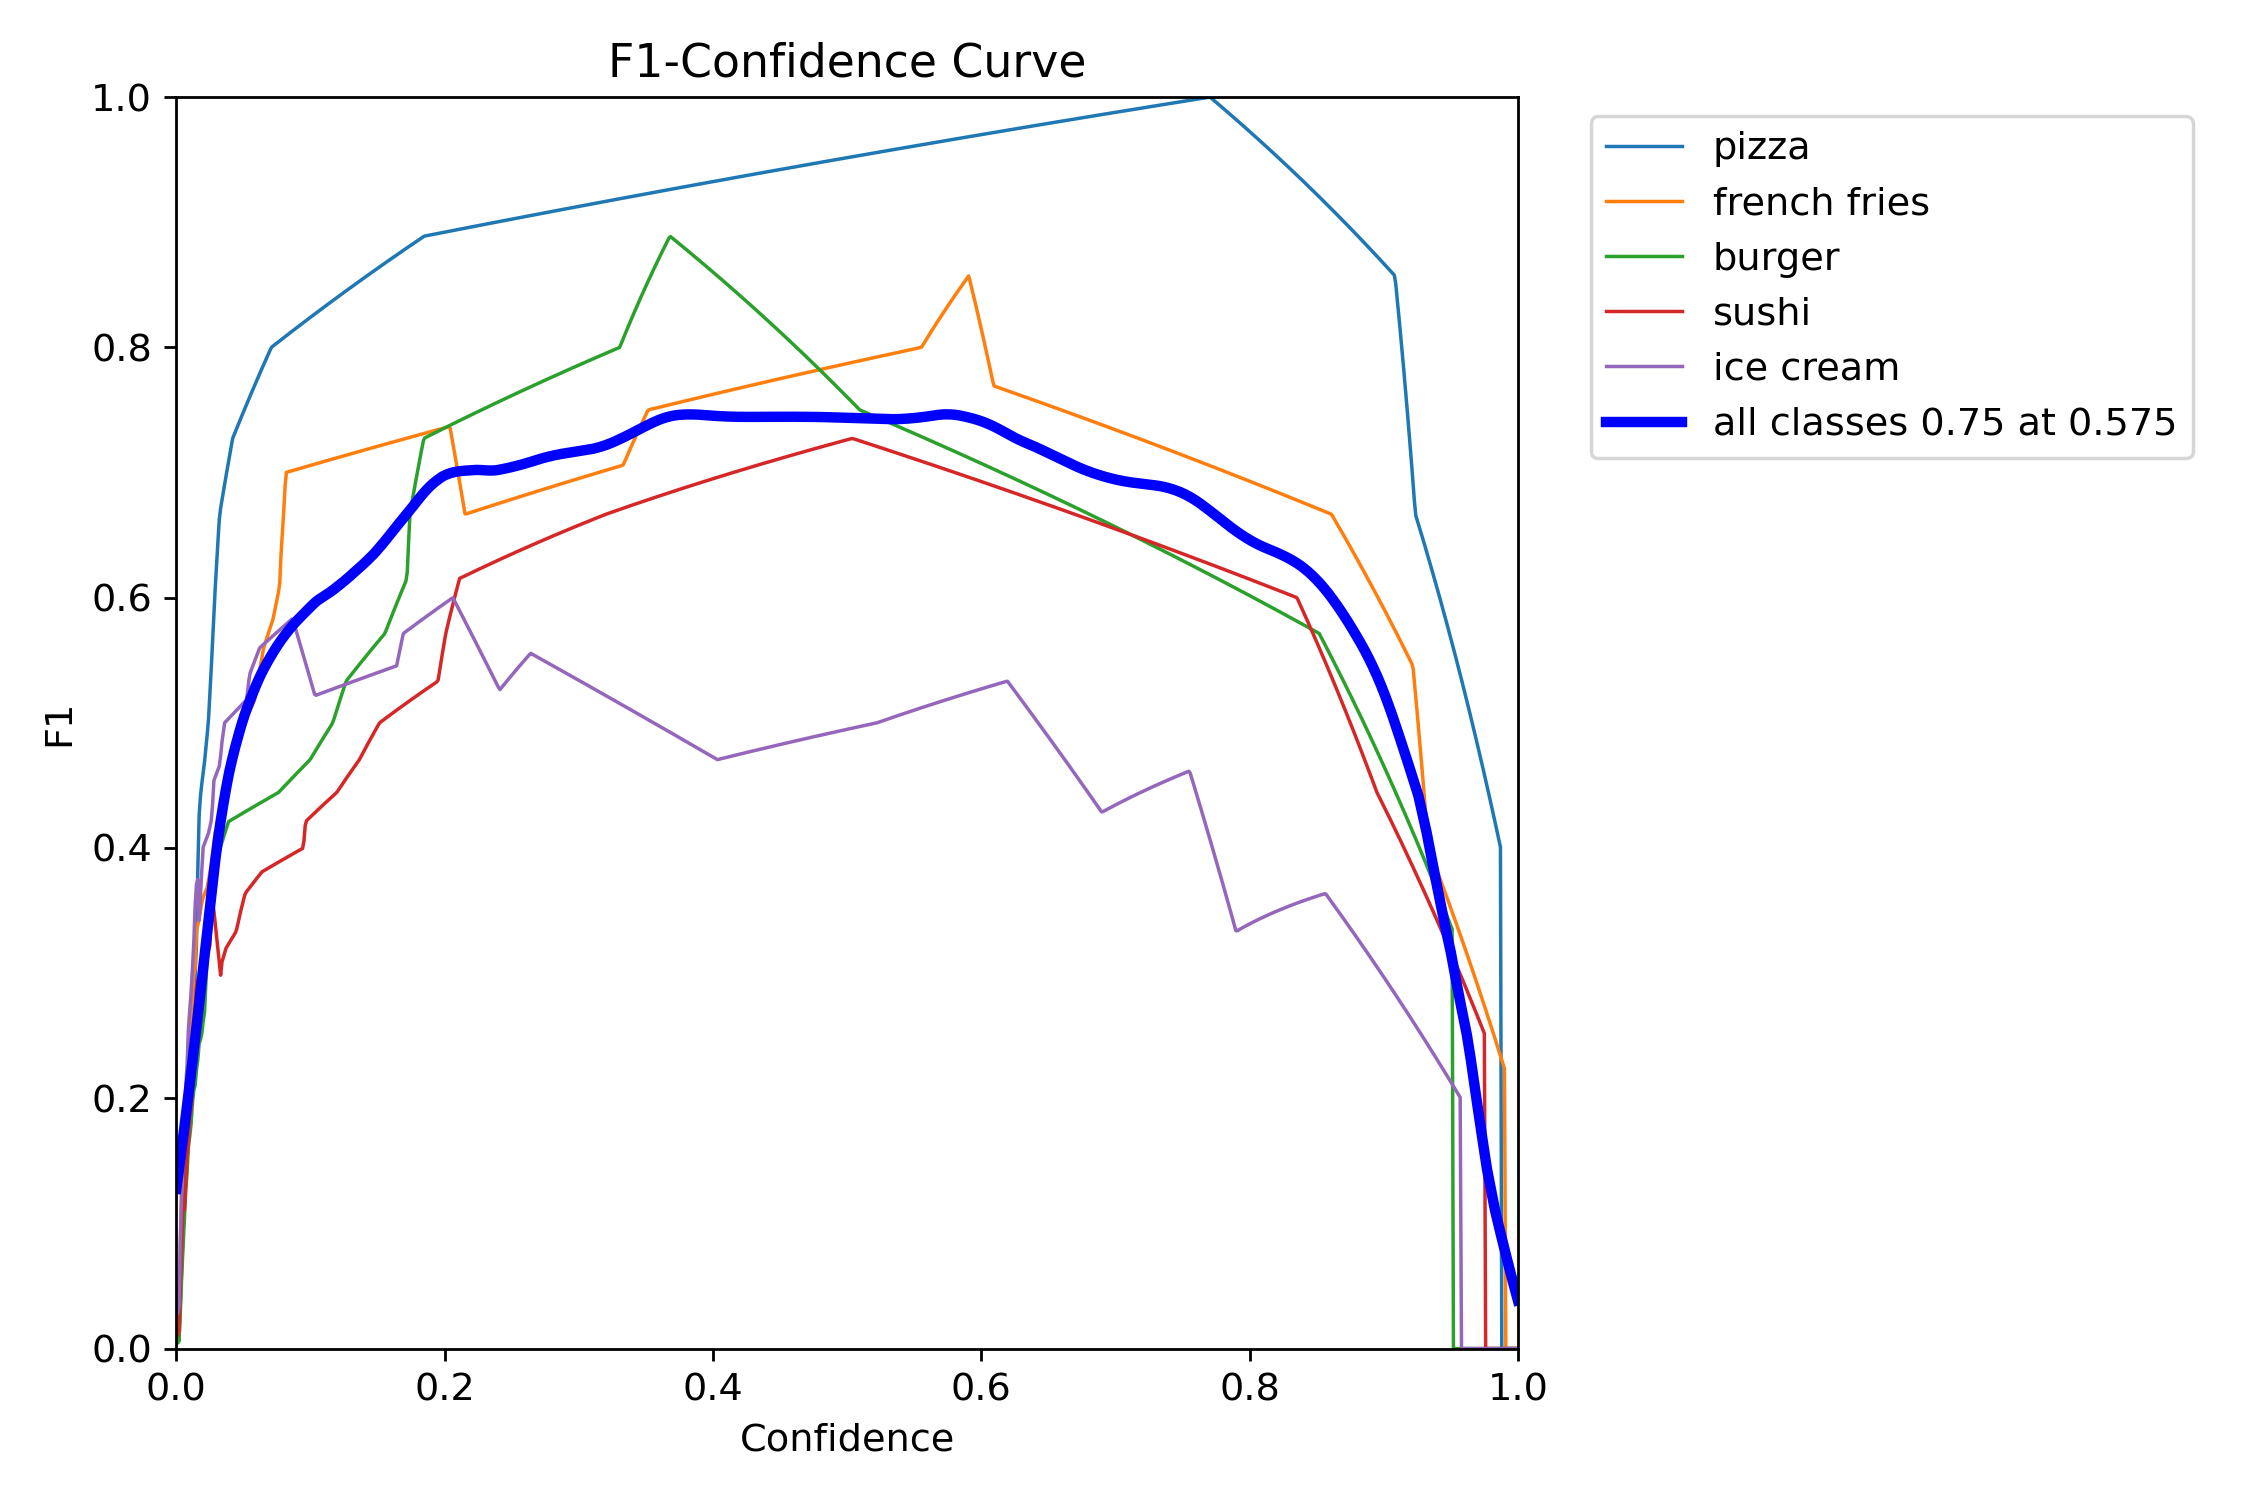 F1-Confidence Curve
1.0
0.8
0.6
0.4
0.2
0.0
F1
0.0 0.2 0.4 0.6 0.8 1.0
Confidence
pizza
french fries
burger
sushi
ice cream
all classes 0.75 at 0.575